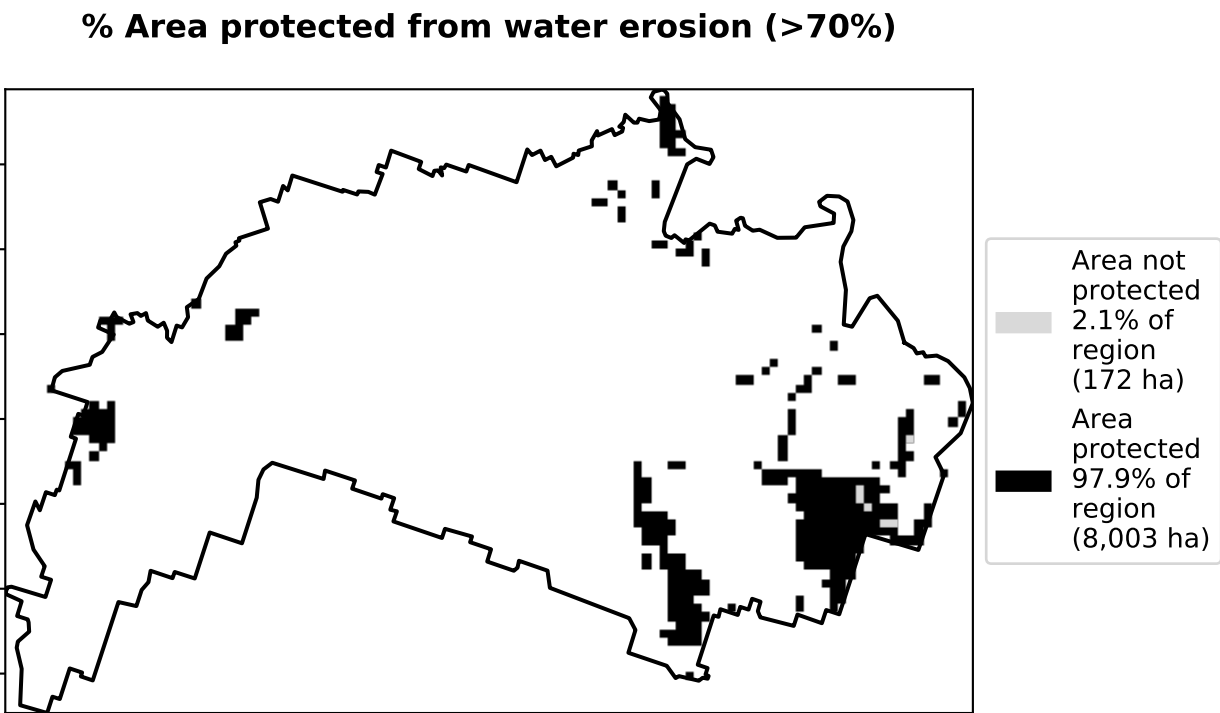 % Area protected from water erosion (>70%)
Area not
protected
2.1% of
region
(172 ha)
Area
protected
97.9% of
region
(8,003 ha)